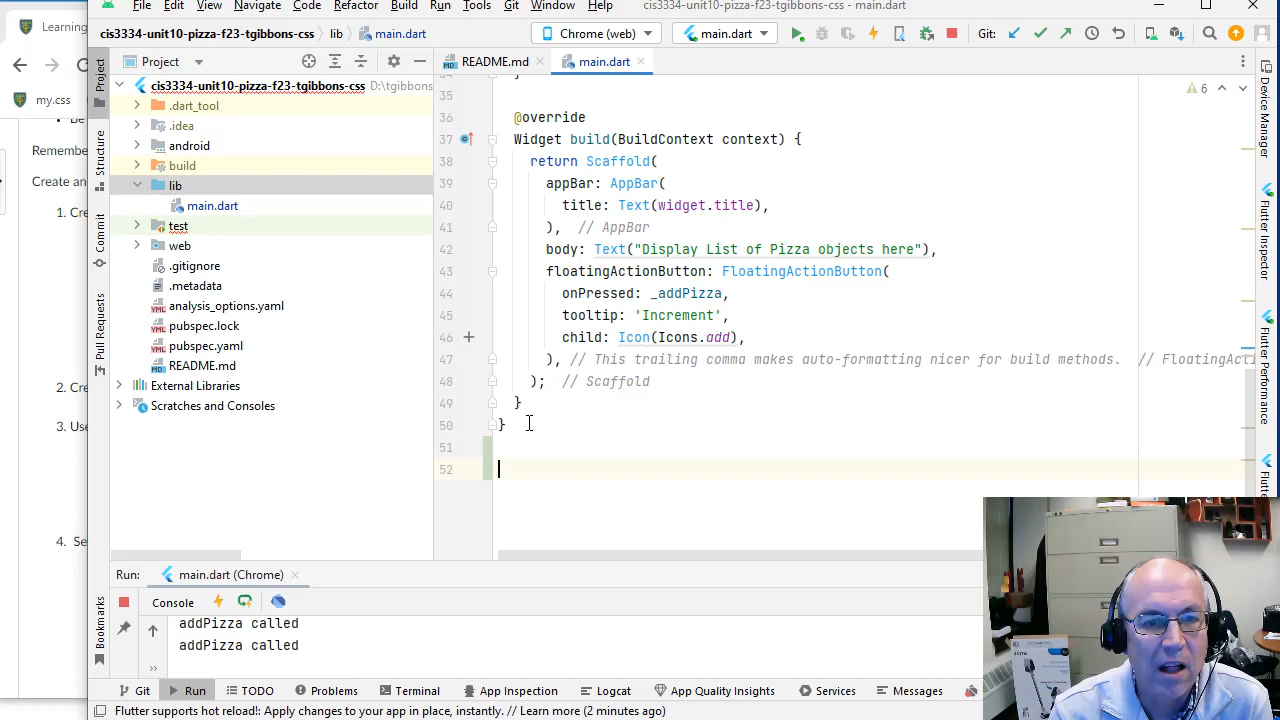 Edit View Navigate Code Refactor Build Run Tools Git Window Help cis3334-unit10-pizza-f23-tgibbons-css - main.dart
Learning
cis3334-unit10-pizza-f23-tgibbons-css lib main.dart Chrome (web) main.dart Git:
Project README.md main.dart
my.css
cis3334-unit10-pizza-f23-tgibbons-css D:\tgibbons
.dart_tool
.idea
android
build
lib
main.dart
test
web
.gitignore
.metadata
analysis_options.yaml
pubspec.lock
pubspec.yaml
README.md
External Libraries
Scratches and Consoles
Remembe
Create an
1. Cre
2. Cre
3. Use
4. Se
Project
Structure
Commit
Pull Requests
Bookmarks
6
35
36 @override
37 Widget build(BuildContext context) {
38 return Scaffold(
39 appBar: AppBar(
40 title: Text(widget.title),
41 ), // AppBar
42 body: Text("Display List of Pizza objects here"),
43 floatingActionButton: FloatingActionButton(
44 onPressed: _addPizza,
45 tooltip: 'Increment',
46 child: Icon(Icons.add),
47 ), // This trailing comma makes auto-formatting nicer for build methods. // FloatingActi
48 ); // Scaffold
49 }
50 }
51
52
Device Manager
Flutter Inspector
Flutter Performance
Run: main.dart (Chrome)
Console
addPizza called
addPizza called
Git Run TODO Problems Terminal App Inspection Logcat App Quality Insights Services Messages
Flutter supports hot reload!: Apply changes to your app in place, instantly. // Learn more (2 minutes ago)